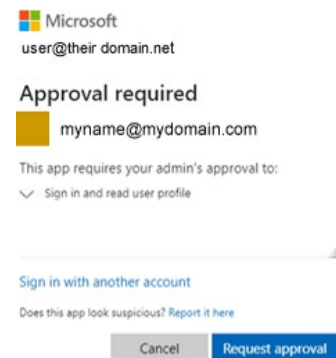 Microsoft
user@their domain.net
Approval required
myname@mydomain.com
This app requires your admin's approval to:
Sign in and read user profile
Sign in with another account
Does this app look suspicious? Report it here
Cancel Request approval